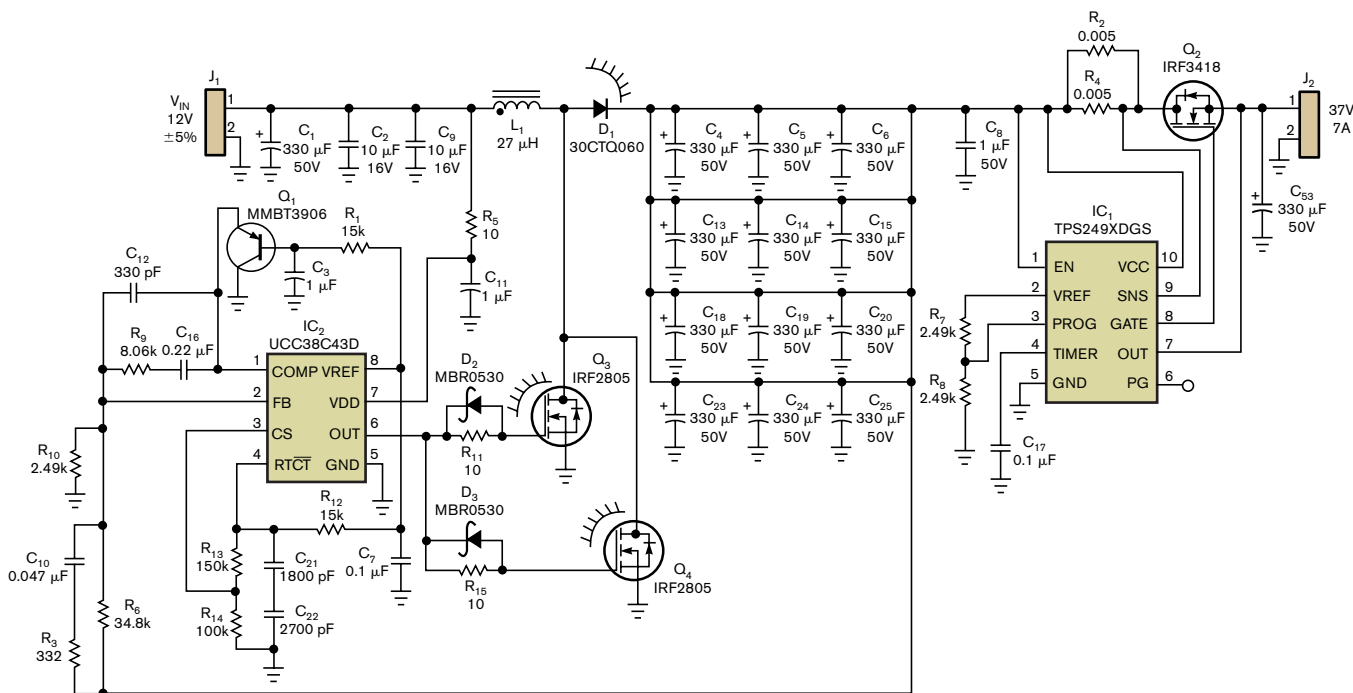 J1
VIN
12V
±5%
1
2
C1
330 µF
50V
C2
10 µF
16V
C9
10 µF
16V
L1
27 µH
D1
30CTQ060
C4
330 µF
50V
C5
330 µF
50V
C6
330 µF
50V
C8
1 µF
50V
R2
0.005
R4
0.005
Q2
IRF3418
J2
1
2
37V
7A
C53
330 µF
50V
Q1
MMBT3906
R1
15k
C3
1 µF
R5
10
C11
1 µF
C12
330 pF
R9
8.06k
C16
0.22 µF
C13
330 µF
50V
C14
330 µF
50V
C15
330 µF
50V
C18
330 µF
50V
C19
330 µF
50V
C20
330 µF
50V
C23
330 µF
50V
C24
330 µF
50V
C25
330 µF
50V
IC1
TPS249XDGS
1 EN VCC 10
2 VREF SNS 9
3 PROG GATE 8
4 TIMER OUT 7
5 GND PG 6
R7
2.49k
R8
2.49k
C17
0.1 µF
IC2
UCC38C43D
1 COMP VREF 8
2 FB VDD 7
3 CS OUT 6
4 RTCT GND 5
D2
MBR0530
R11
10
Q3
IRF2805
D3
MBR0530
R15
10
Q4
IRF2805
R10
2.49k
R12
15k
C10
0.047 µF
R13
150k
C21
1800 pF
C7
0.1 µF
R14
100k
C22
2700 pF
R6
34.8k
R3
332